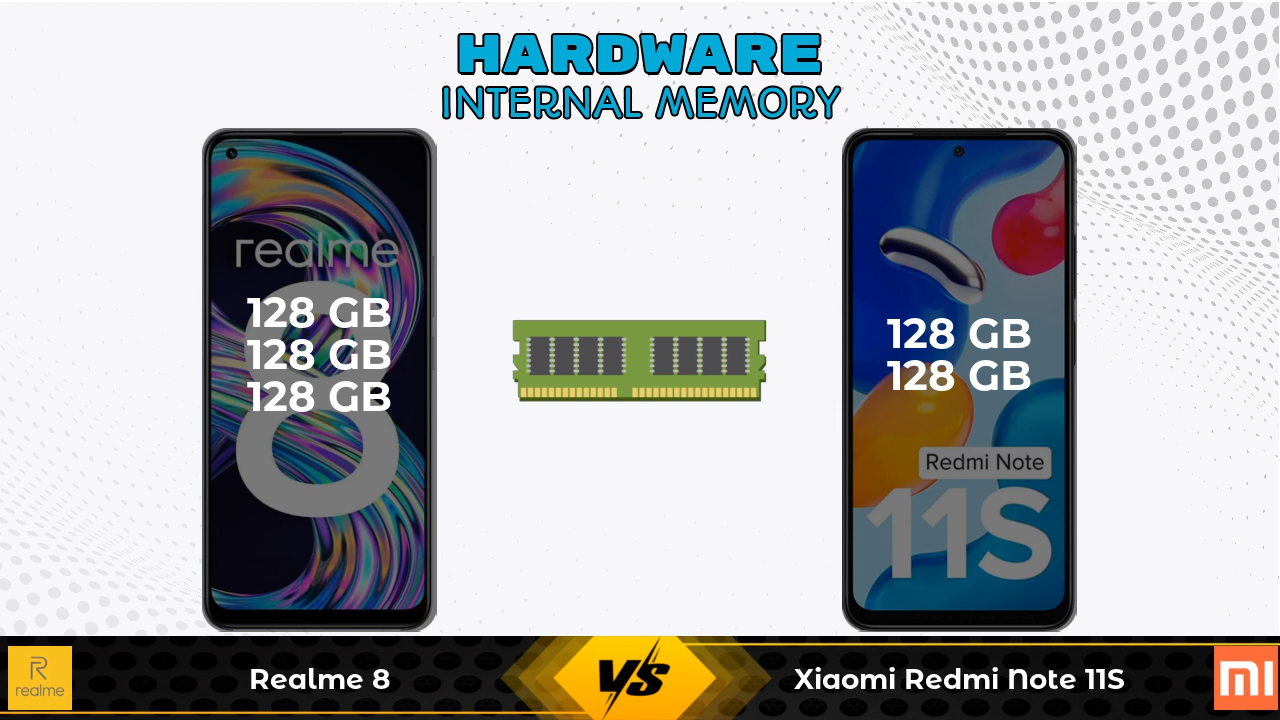 HARDWARE
INTERNAL MEMORY
realme
8
128 GB
128 GB
128 GB
128 GB
128 GB
Redmi Note
11S
R
realme
Realme 8
VS
Xiaomi Redmi Note 11S
MI